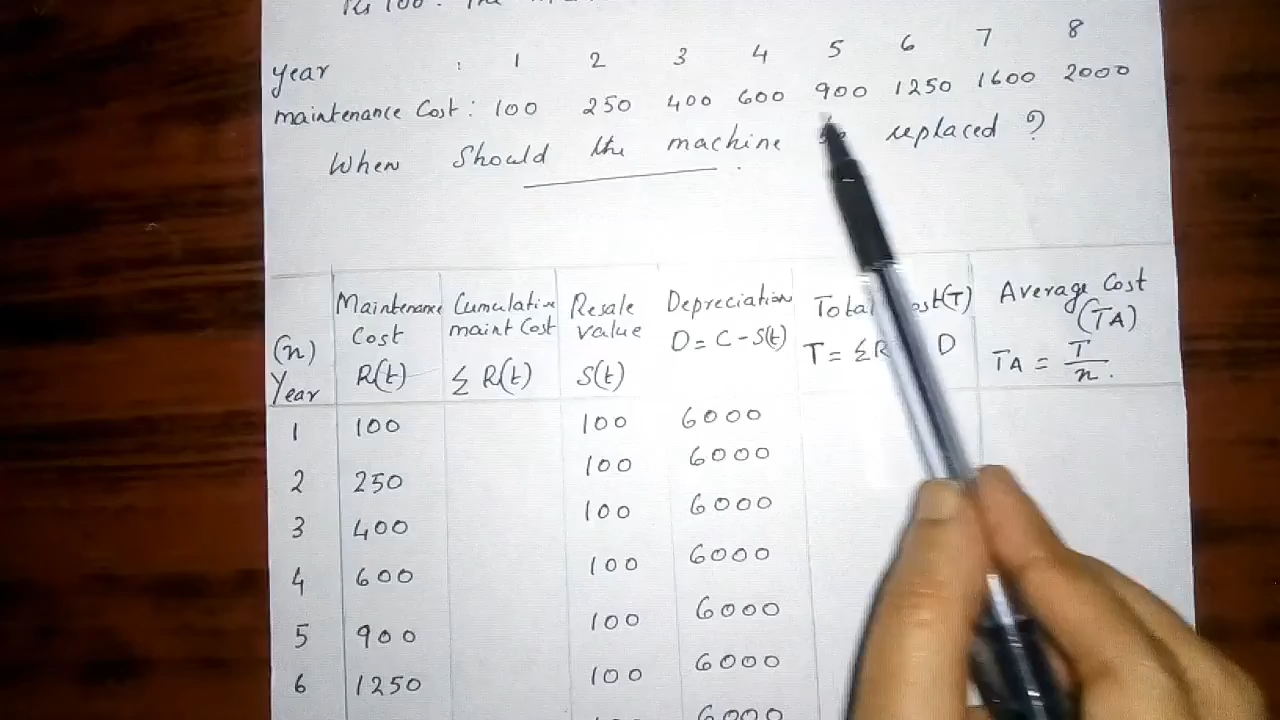 year : 1 2 3 4 5 6 7 8
maintenance Cost : 100 250 400 600 900 1250 1600 2000
When should the machine replaced ?
(n) Year
Maintenance Cost R(t)
Cumulative maint Cost Σ R(t)
Resale value S(t)
Depreciation D = C - S(t)
Total (T) T = ΣR D
Average Cost (TA) TA = T/n.
1 100 100 6000
2 250 100 6000
3 400 100 6000
4 600 100 6000
5 900 100 6000
6 1250 100 6000
6000